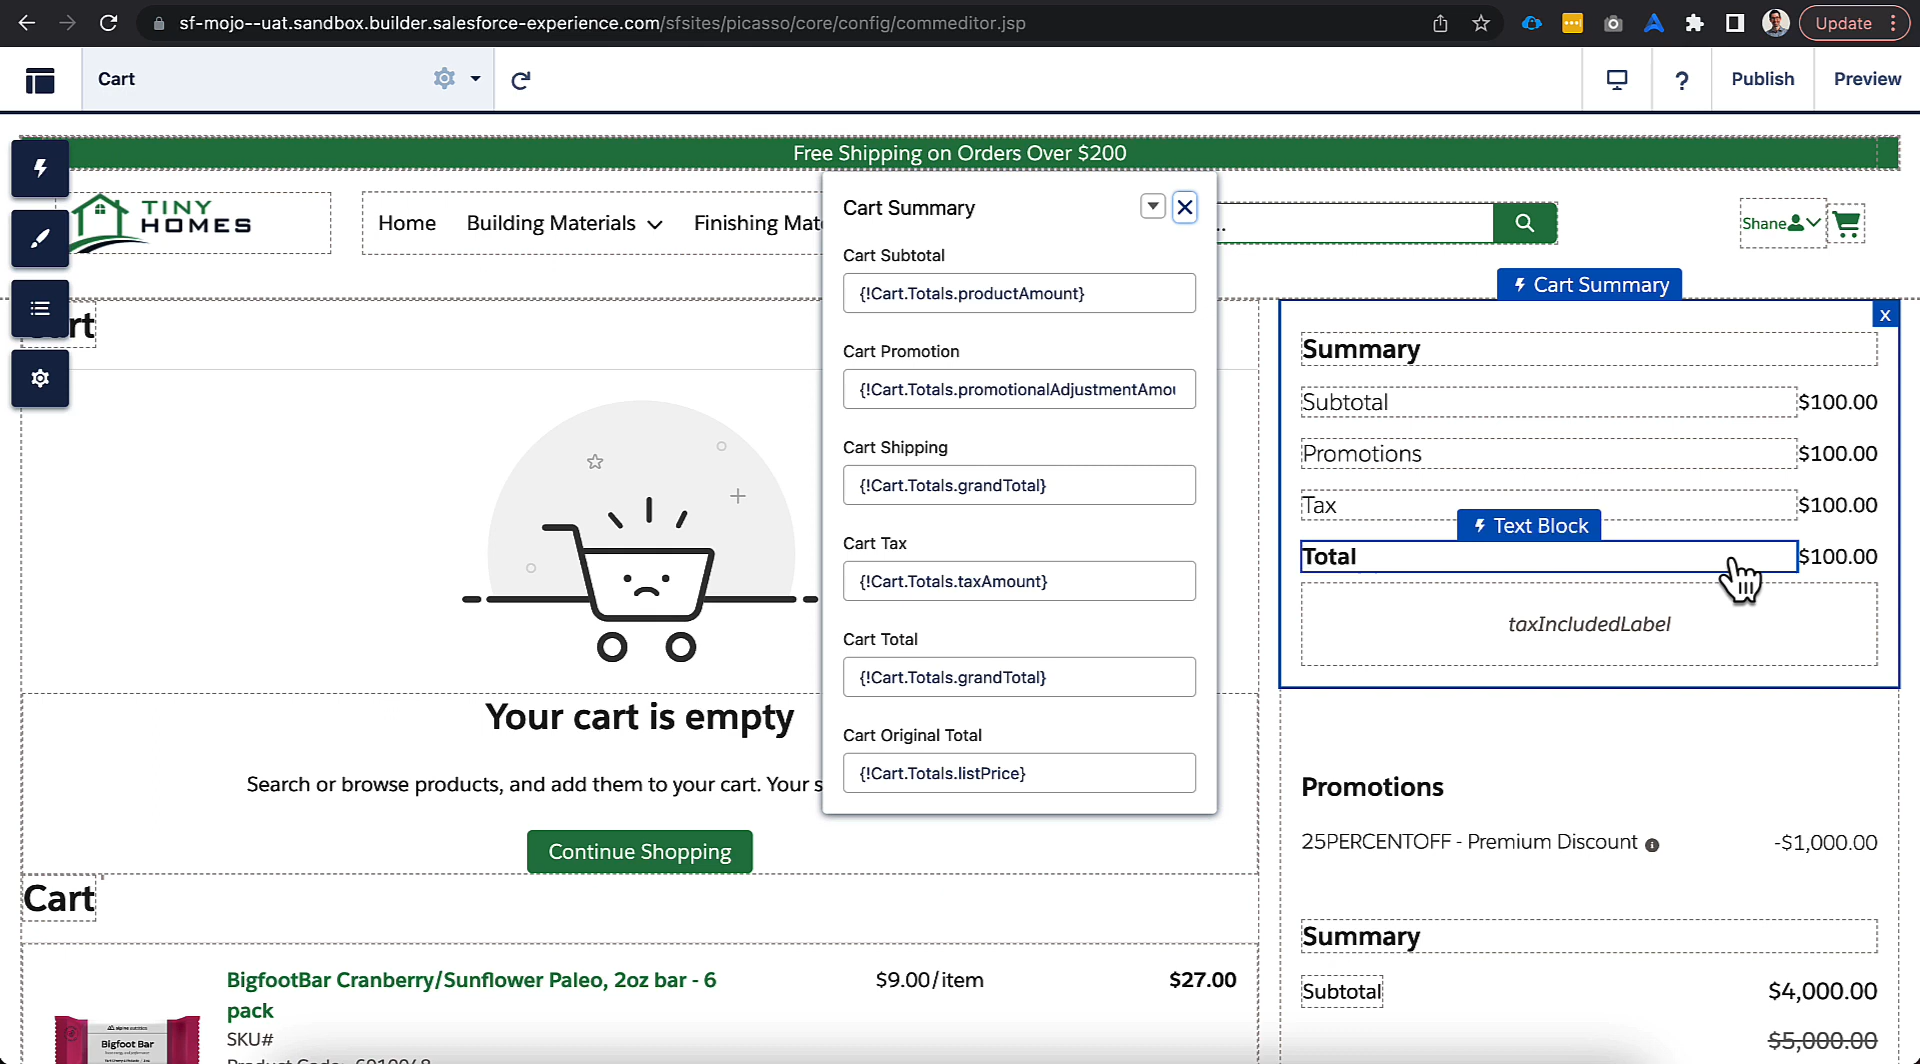 sf-mojo--uat.sandbox.builder.salesforce-experience.com/sfsites/picasso/core/config/commeditor.jsp
Update
Cart
?
Publish
Preview
Free Shipping on Orders Over $200
TINY
HOMES
Home
Building Materials
Finishing Mat
..
Shane
Cart Summary
Cart Subtotal
{!Cart.Totals.productAmount}
Cart Promotion
{!Cart.Totals.promotionalAdjustmentAmou
Cart Shipping
{!Cart.Totals.grandTotal}
Cart Tax
{!Cart.Totals.taxAmount}
Cart Total
{!Cart.Totals.grandTotal}
Cart Original Total
{!Cart.Totals.listPrice}
rt
Your cart is empty
Search or browse products, and add them to your cart. Your s
Continue Shopping
Cart
BigfootBar Cranberry/Sunflower Paleo, 2oz bar - 6
pack
$9.00/item
$27.00
SKU#
Bigfoot Bar
Cart Summary
x
Summary
Subtotal
$100.00
Promotions
$100.00
Tax
$100.00
Text Block
Total
$100.00
taxIncludedLabel
Promotions
25PERCENTOFF - Premium Discount
-$1,000.00
Summary
Subtotal
$4,000.00
$5,000.00